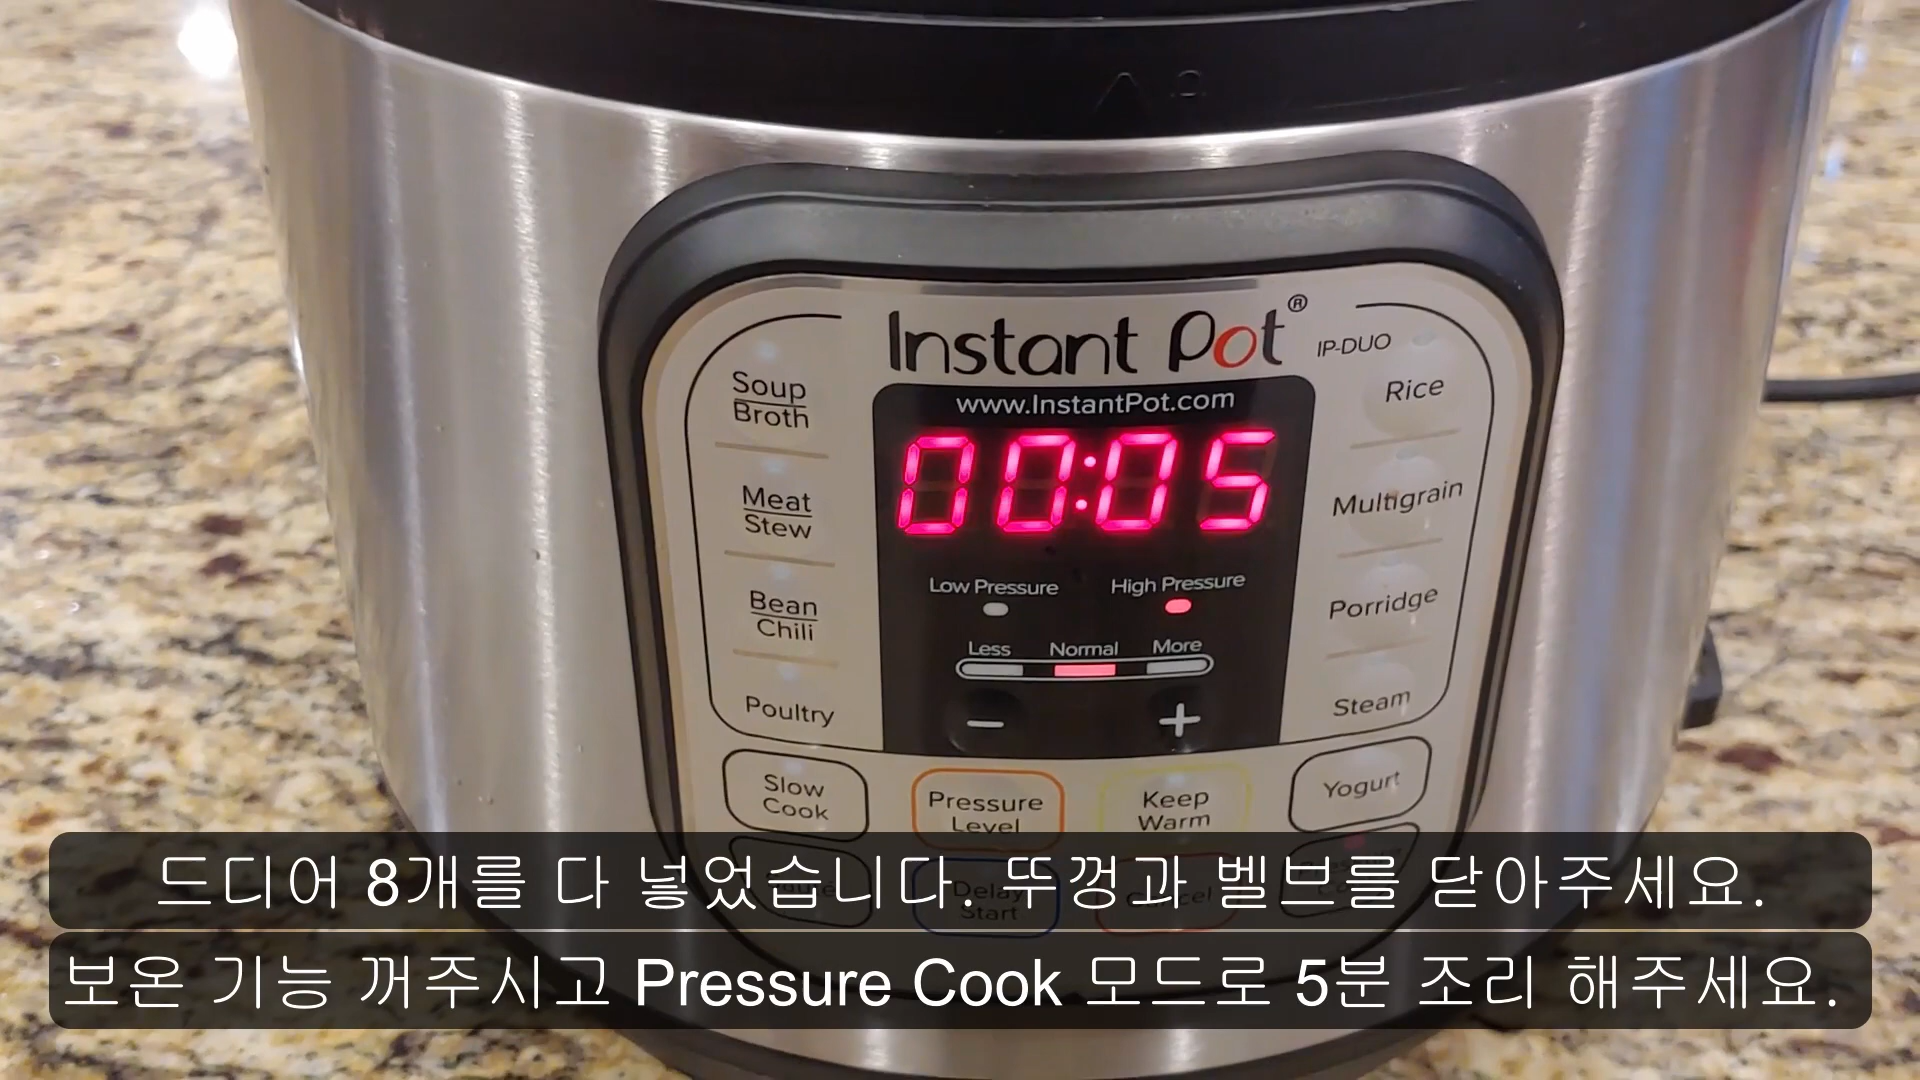 Instant Pot®
IP-DUO
www.InstantPot.com
00:05
Low Pressure
High Pressure
Less
Normal
More
− +
Soup
Broth
Meat
Stew
Bean
Chili
Poultry
Rice
Multigrain
Porridge
Steam
Slow
Cook
Pressure
Level
Keep
Warm
Yogurt
Delay
Start
Cancel
드디어 8개를 다 넣었습니다. 뚜껑과 벨브를 닫아주세요.
보온 기능 꺼주시고 Pressure Cook 모드로 5분 조리 해주세요.